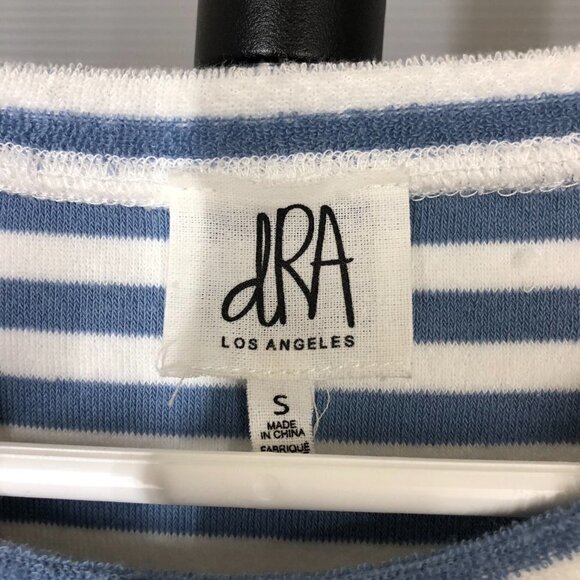 dRA
LOS ANGELES
S
MADE
IN CHINA
FABRIQUÉ